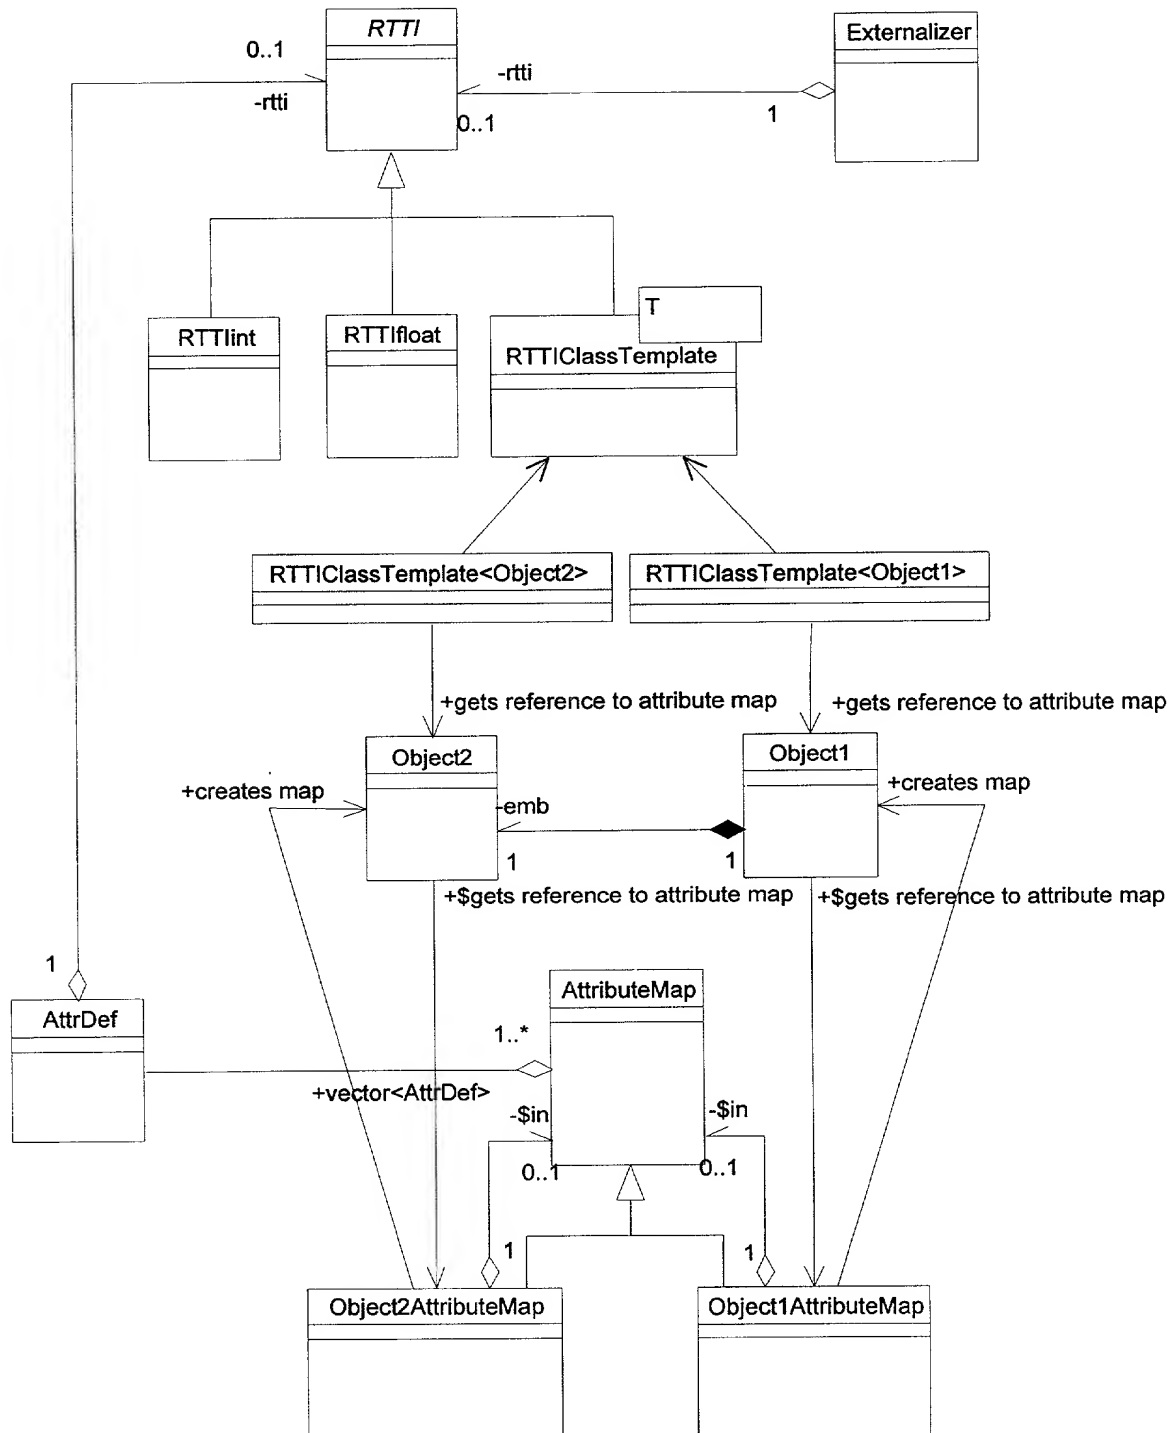 RTTI
Externalizer
0..1
-rtti
-rtti
0..1
1
RTTIint
RTTIfloat
T
RTTIClassTemplate
RTTIClassTemplate<Object2>
RTTIClassTemplate<Object1>
+gets reference to attribute map
+gets reference to attribute map
Object2
Object1
+creates map
+creates map
-emb
1
1
+$gets reference to attribute map
+$gets reference to attribute map
1
AttributeMap
AttrDef
1..*
+vector<AttrDef>
-$in
-$in
0..1
0..1
1
1
Object2AttributeMap
Object1AttributeMap